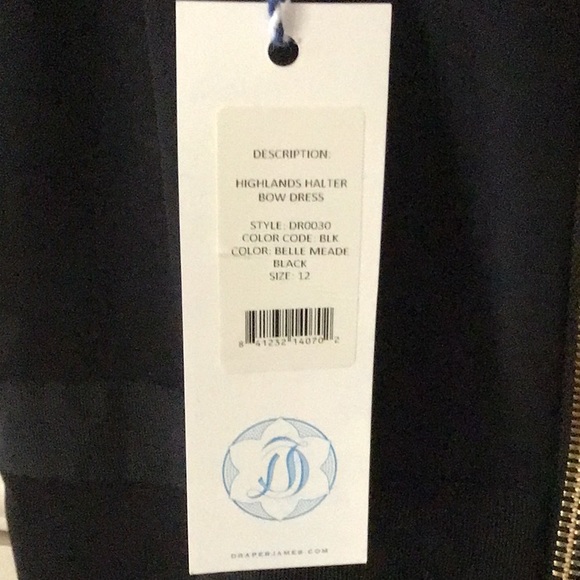 DESCRIPTION:
HIGHLANDS HALTER
BOW DRESS
STYLE: DR0030
COLOR CODE: BLK
COLOR: BELLE MEADE
BLACK
SIZE: 12
8 41232 14070 2
DJ
DRAPERJAMES.COM